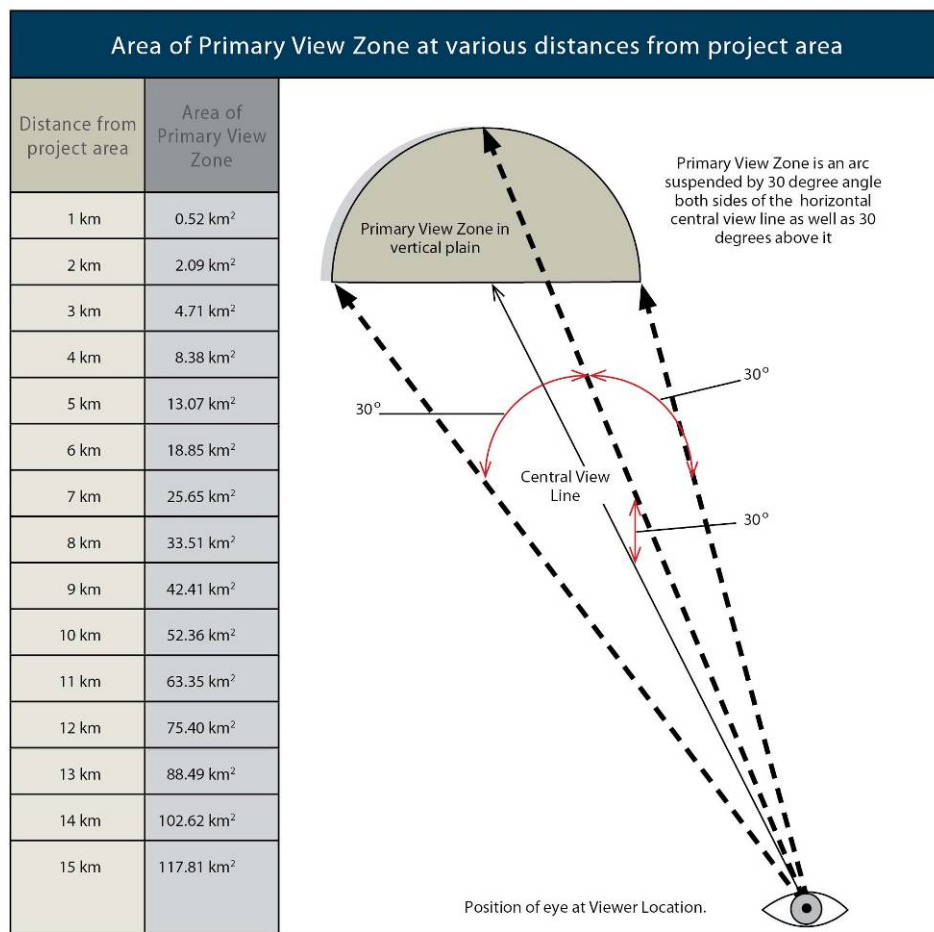 Area of Primary View Zone at various distances from project area
Distance from
project area
Area of
Primary View
Zone
1 km 0.52 km²
2 km 2.09 km²
3 km 4.71 km²
4 km 8.38 km²
5 km 13.07 km²
6 km 18.85 km²
7 km 25.65 km²
8 km 33.51 km²
9 km 42.41 km²
10 km 52.36 km²
11 km 63.35 km²
12 km 75.40 km²
13 km 88.49 km²
14 km 102.62 km²
15 km 117.81 km²
Primary View Zone is an arc
suspended by 30 degree angle
both sides of the horizontal
central view line as well as 30
degrees above it
Primary View Zone in
vertical plain
30°
30°
Central View
Line
30°
Position of eye at Viewer Location.